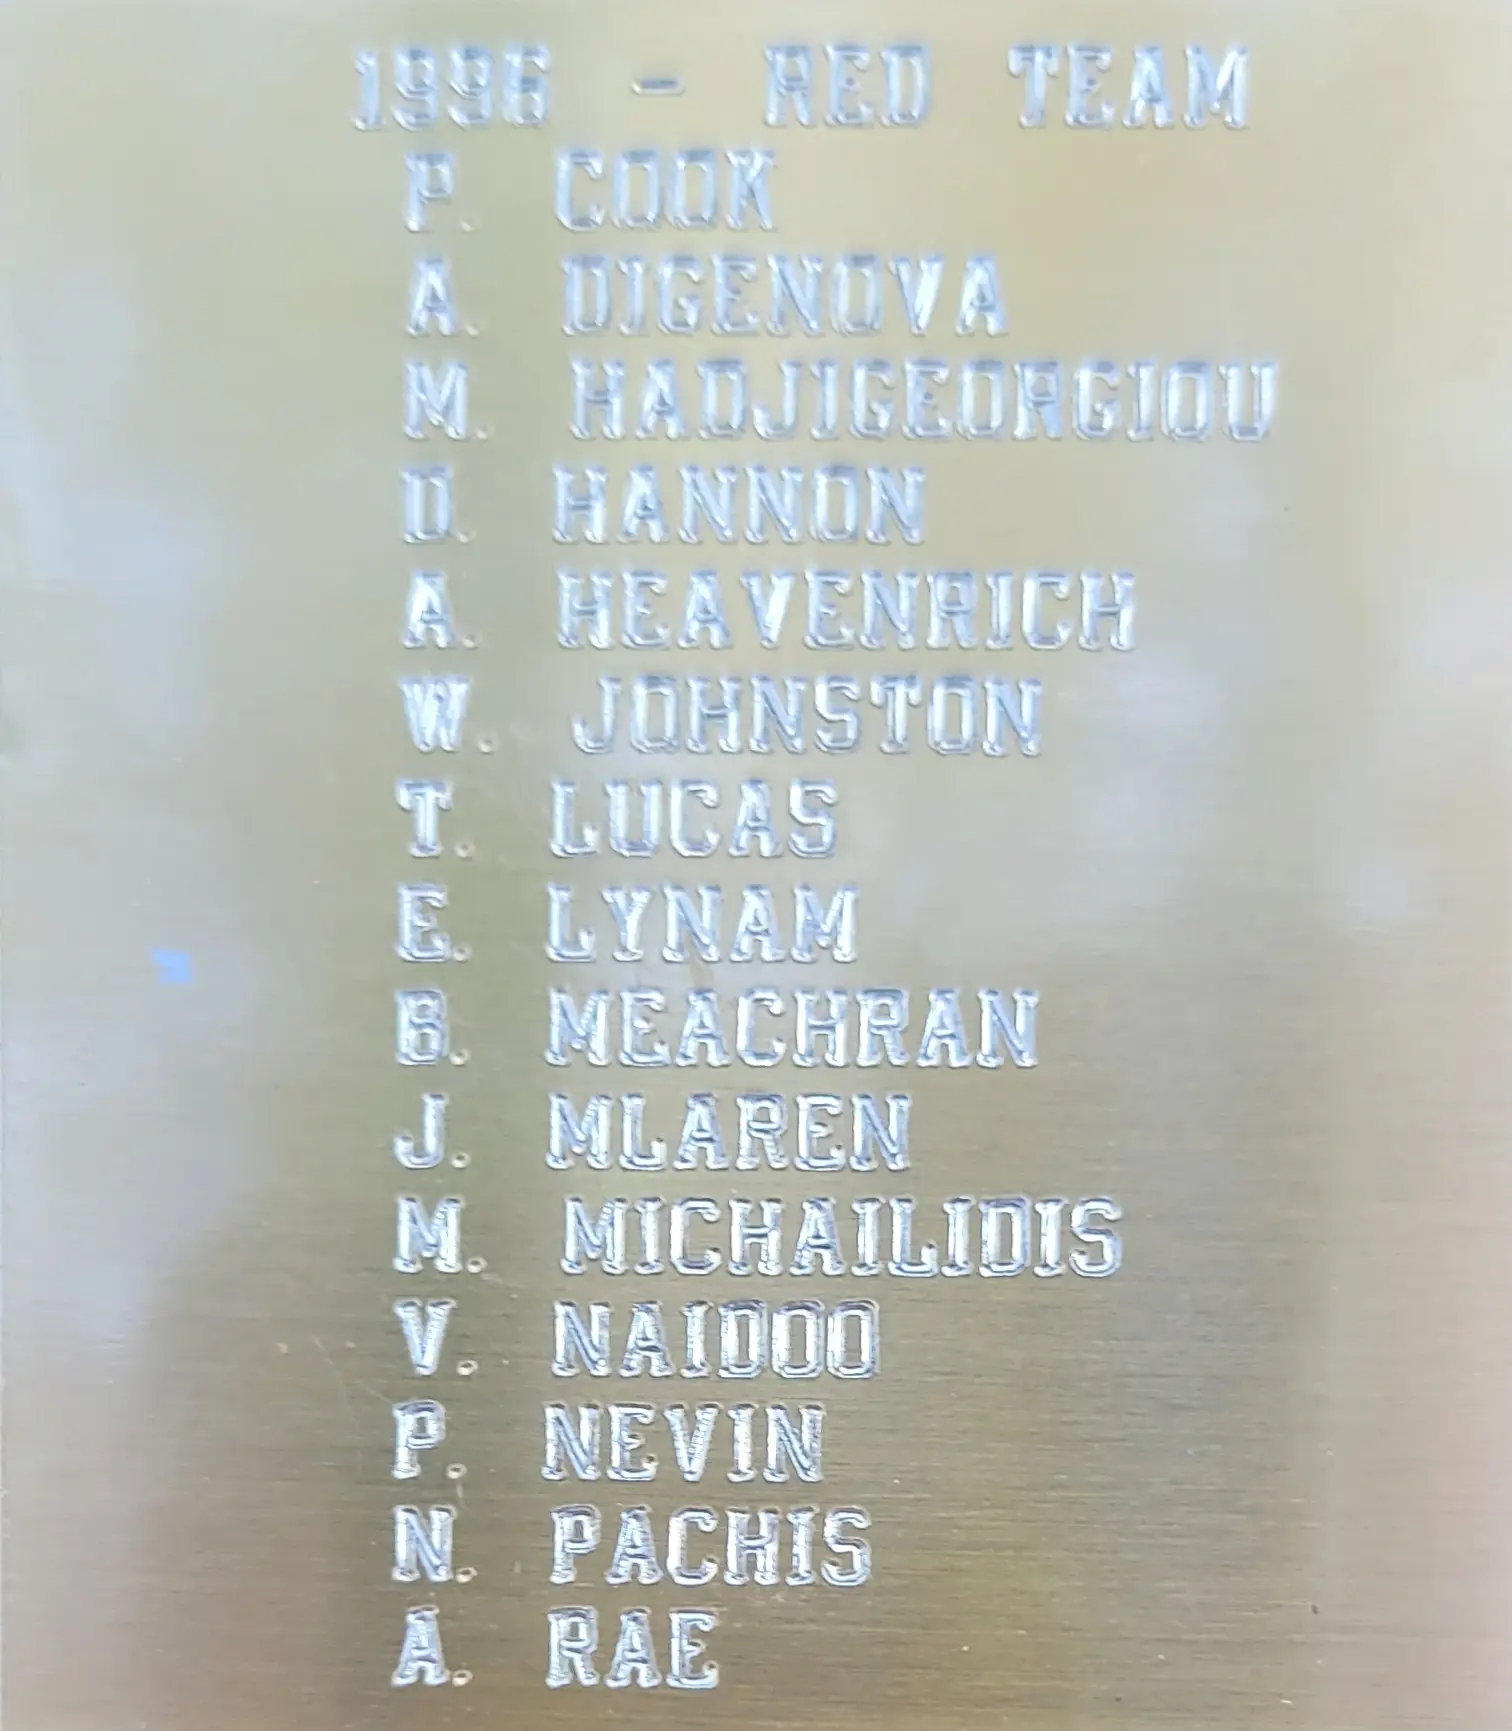 1996 - RED TEAM
P. COOK
A. DIGENOVA
M. HADJIGEORGIOU
D. HANNON
A. HEAVENRICH
W. JOHNSTON
T. LUCAS
E. LYNAM
B. MEACHRAN
J. MLAREN
M. MICHAILIDIS
V. NAIDOO
P. NEVIN
N. PACHIS
A. RAE